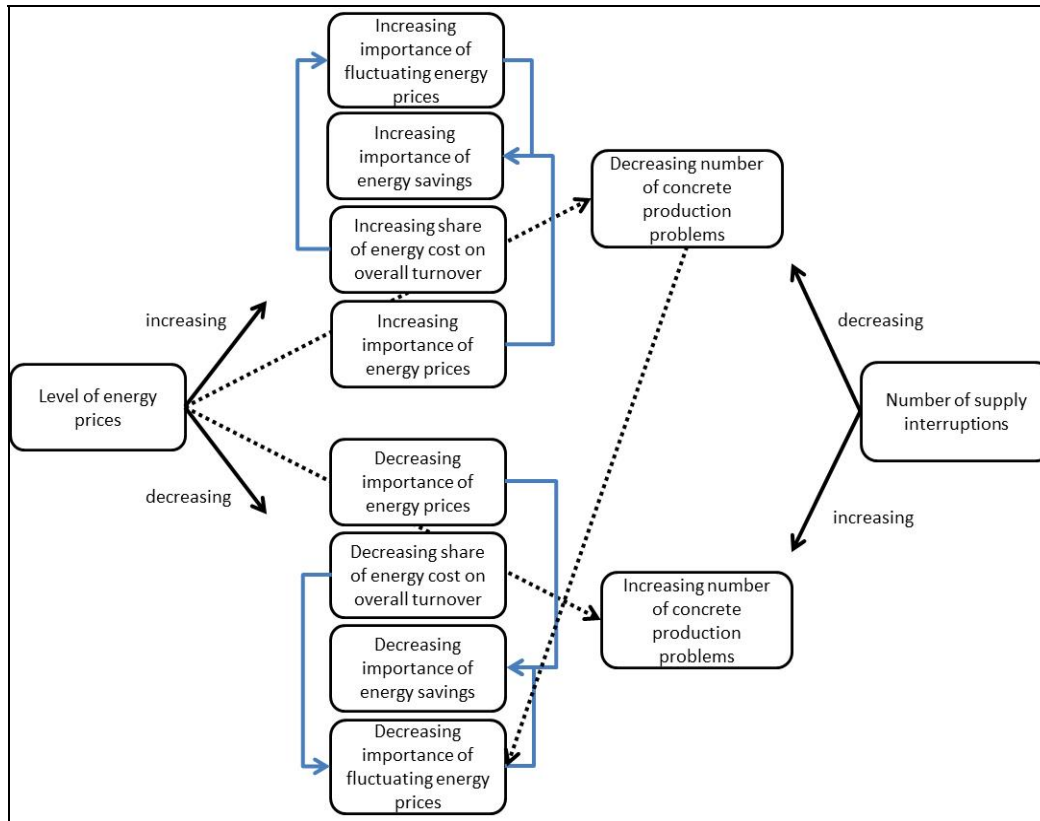 Increasing
importance of
fluctuating energy
prices
Increasing
importance of
energy savings
Increasing share
of energy cost on
overall turnover
Increasing
importance of
energy prices
Decreasing number
of concrete
production
problems
increasing
decreasing
Level of energy
prices
Number of supply
interruptions
decreasing
increasing
Decreasing
importance of
energy prices
Decreasing share
of energy cost on
overall turnover
Decreasing
importance of
energy savings
Decreasing
importance of
fluctuating energy
prices
Increasing number
of concrete
production
problems